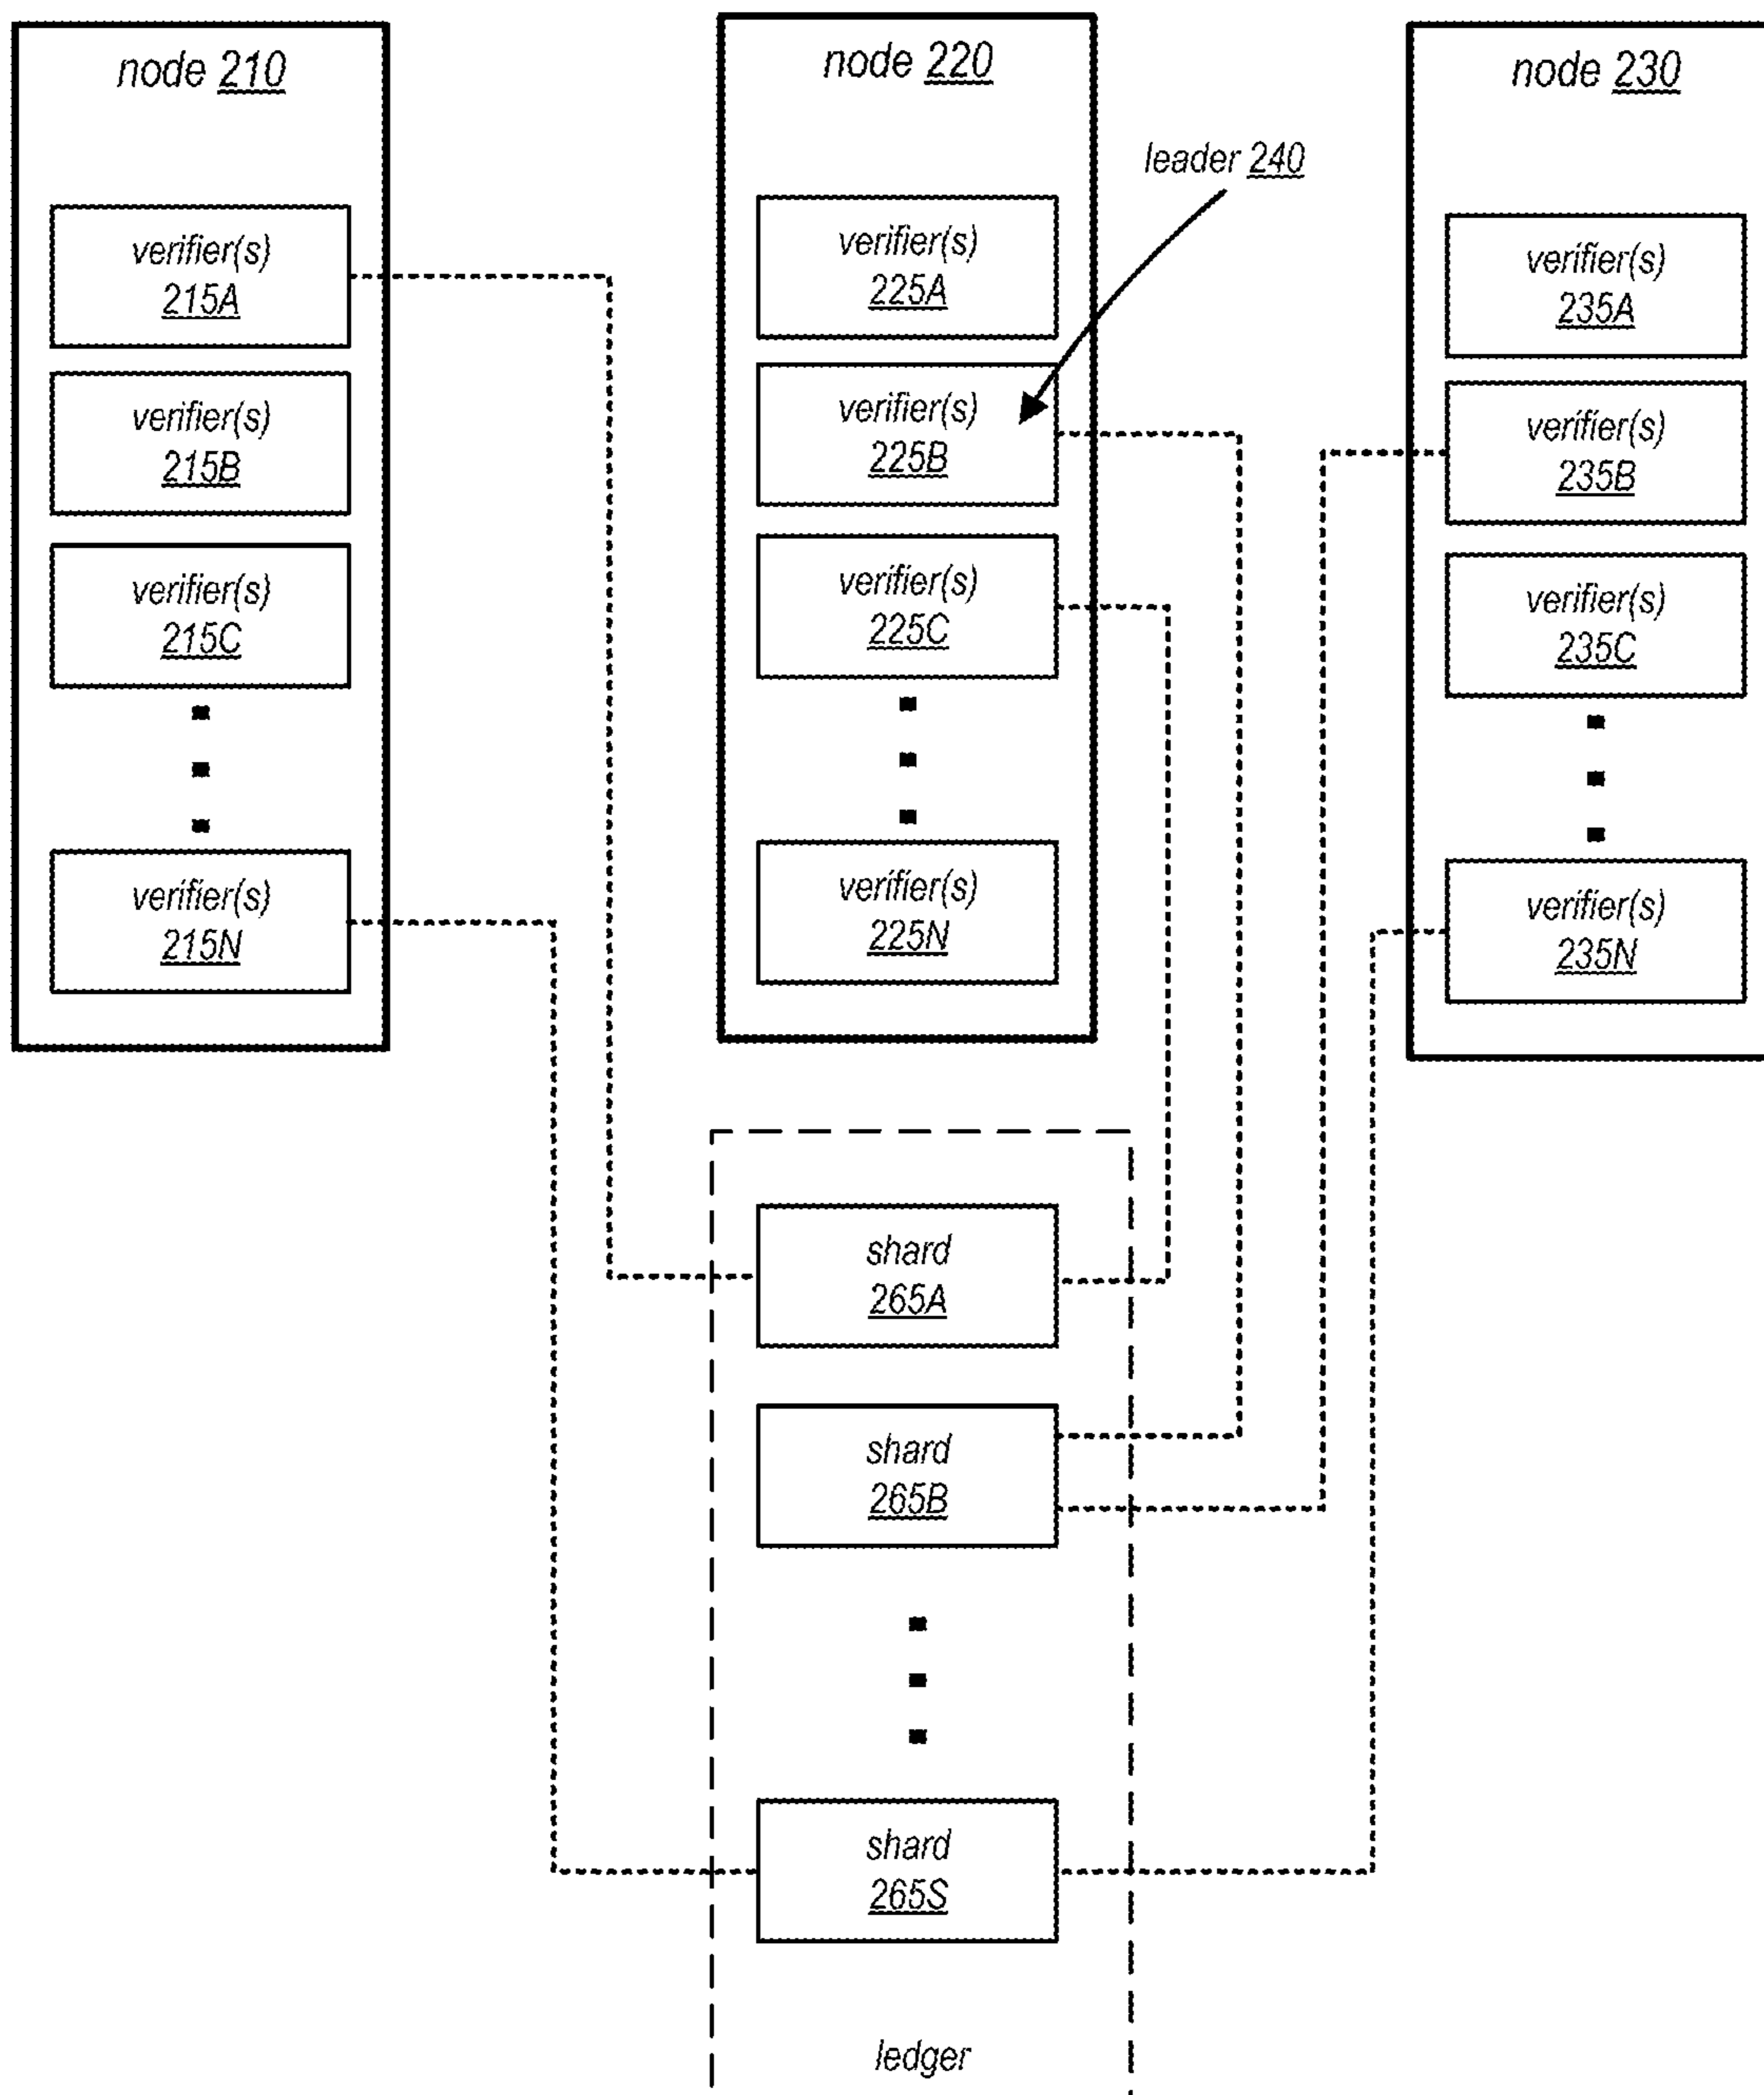 node 210
verifier(s)
215A
verifier(s)
215B
verifier(s)
215C
verifier(s)
215N
node 220
leader 240
verifier(s)
225A
verifier(s)
225B
verifier(s)
225C
verifier(s)
225N
node 230
verifier(s)
235A
verifier(s)
235B
verifier(s)
235C
verifier(s)
235N
shard
265A
shard
265B
shard
265S
ledger